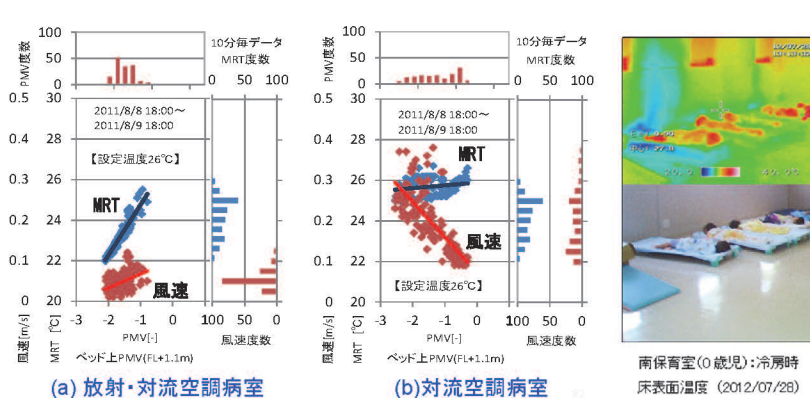 PMV度数
100
50
0
10分毎データ
MRT度数
0 50 100
0.5
0.4
0.3
0.2
0.1
0
30
28
26
24
22
20
2011/8/8 18:00～
2011/8/9 18:00
【設定温度26℃】
MRT
風速
-3 -2 -1 0 1
100 50 0
PMV[-]
風速度数
風速[m/s]
MRT [℃]
ベッド上PMV(FL+1.1m)
(a) 放射・対流空調病室
PMV度数
100
50
0
10分毎データ
MRT度数
0 50 100
0.5
0.4
0.3
0.2
0.1
0
30
28
26
24
22
2011/8/8 18:00～
2011/8/9 18:00
MRT
風速
【設定温度26℃】
-3 -2 -1 0 1
100 50 0
PMV[-]
風速度数
風速[m/s]
MRT [℃]
ベッド上PMV(FL+1.1m)
(b)対流空調病室
南保育室(0歳児)：冷房時
床表面温度（2012/07/28）